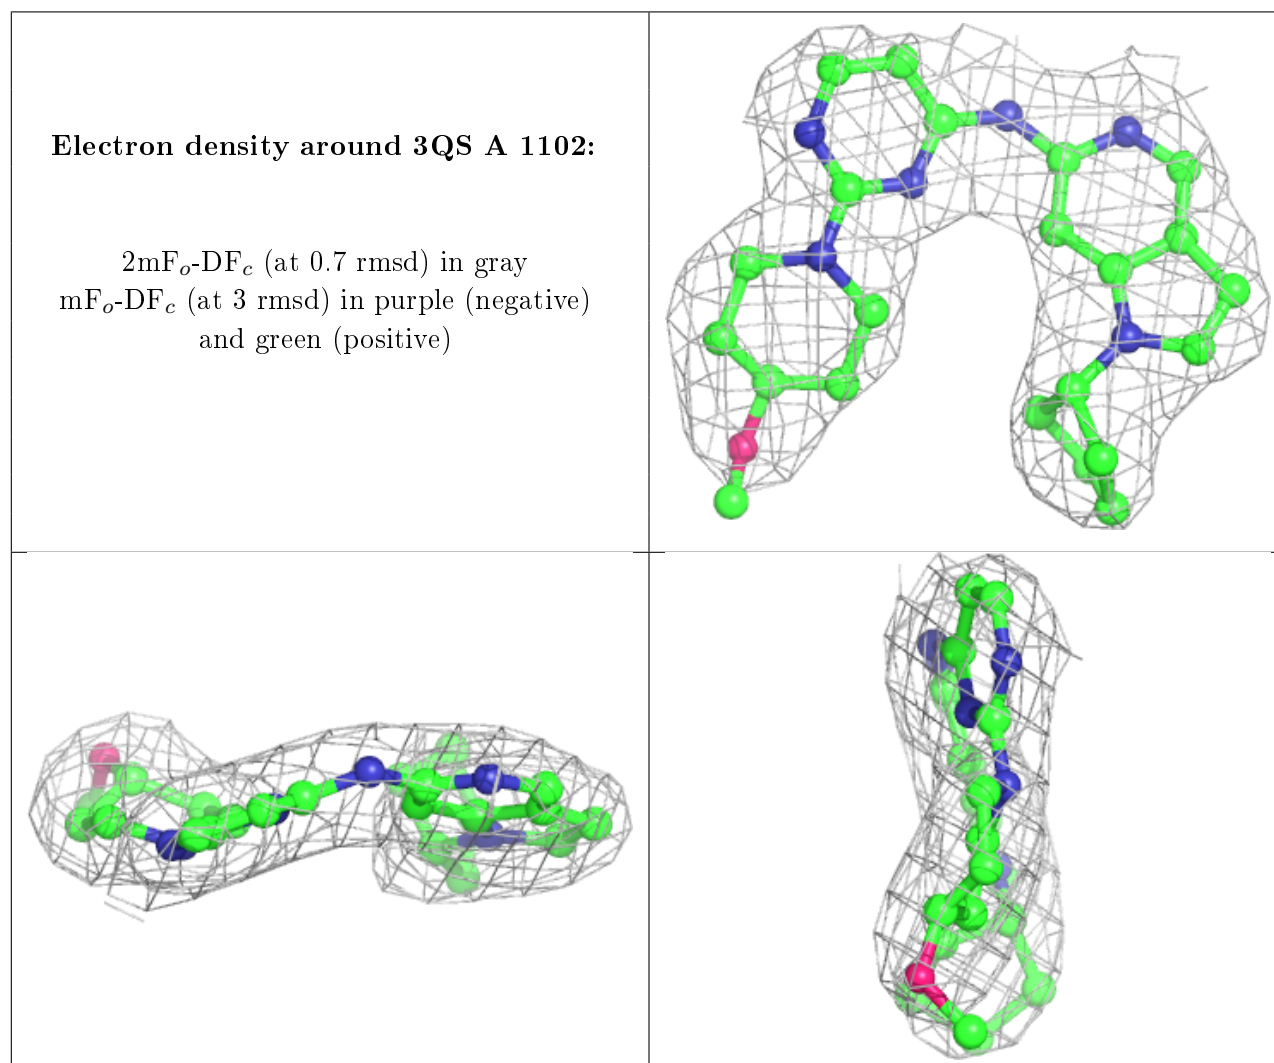 Electron density around 3QS A 1102:
2mFo-DFc (at 0.7 rmsd) in gray
mFo-DFc (at 3 rmsd) in purple (negative)
and green (positive)